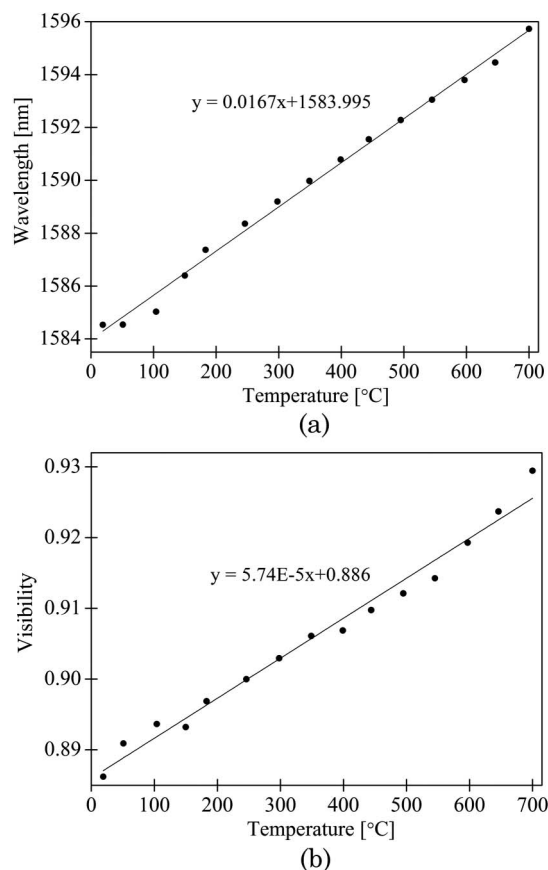 1596
1594
1592
1590
1588
1586
1584
Wavelength [nm]
y = 0.0167x+1583.995
0 100 200 300 400 500 600 700
Temperature [°C]
(a)
0.93
0.92
0.91
0.90
0.89
Visibility
y = 5.74E-5x+0.886
0 100 200 300 400 500 600 700
Temperature [°C]
(b)